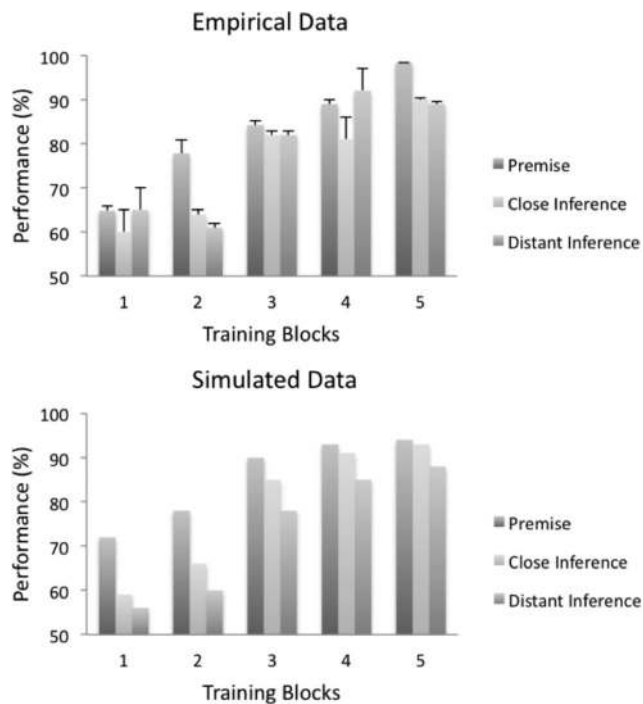 Empirical Data
100
90
80
70
60
50
Performance (%)
1 2 3 4 5
Training Blocks
Premise
Close Inference
Distant Inference
Simulated Data
100
90
80
70
60
50
Performance (%)
1 2 3 4 5
Training Blocks
Premise
Close Inference
Distant Inference